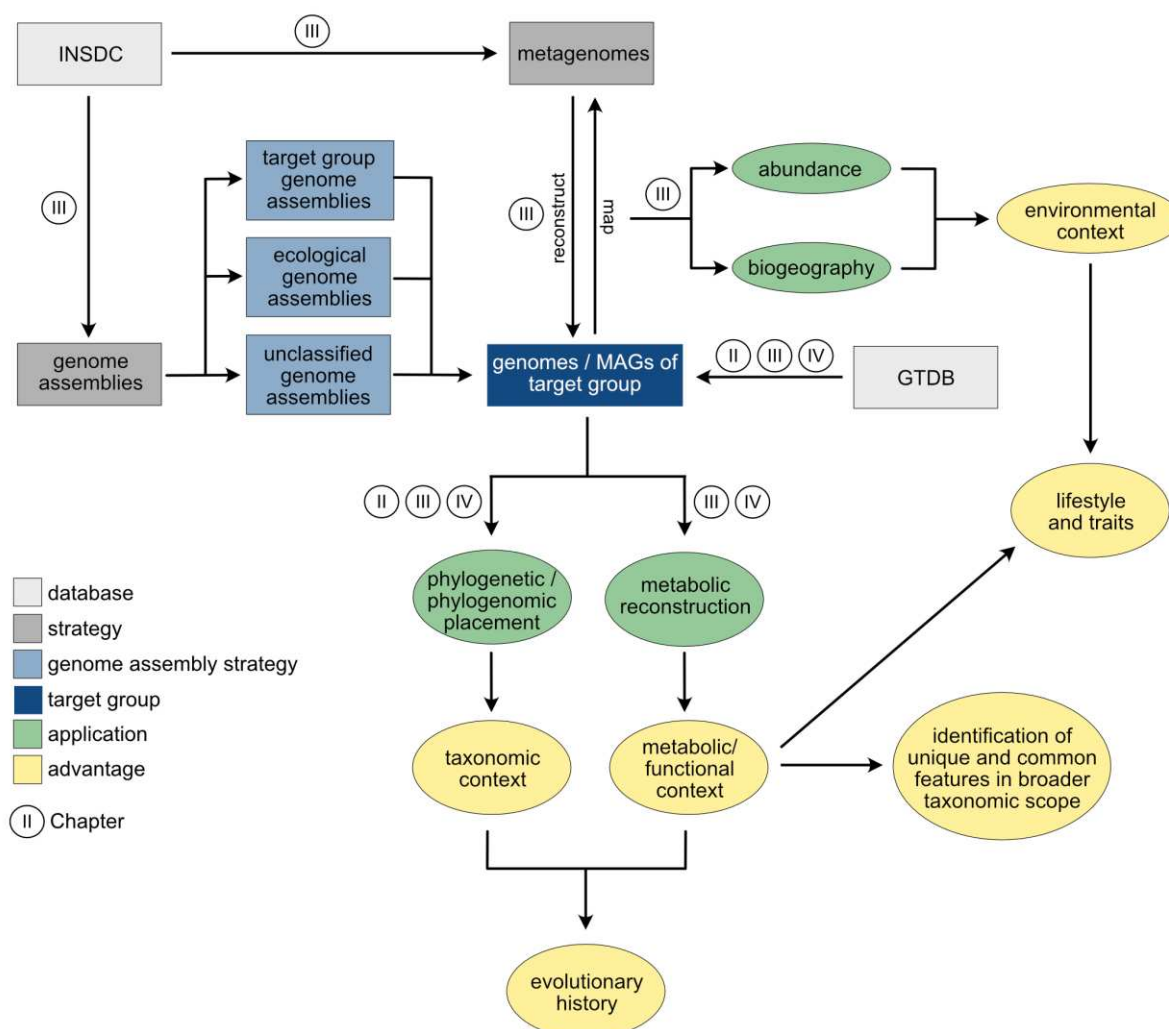 INSDC
III
metagenomes
III
target group
genome
assemblies
ecological
genome
assemblies
unclassified
genome
assemblies
genome
assemblies
III
reconstruct
map
III
abundance
biogeography
environmental
context
genomes / MAGs of
target group
II III IV
GTDB
lifestyle
and traits
II III IV
III IV
phylogenetic /
phylogenomic
placement
metabolic
reconstruction
taxonomic
context
metabolic/
functional
context
identification of
unique and common
features in broader
taxonomic scope
evolutionary
history
database
strategy
genome assembly strategy
target group
application
advantage
II Chapter